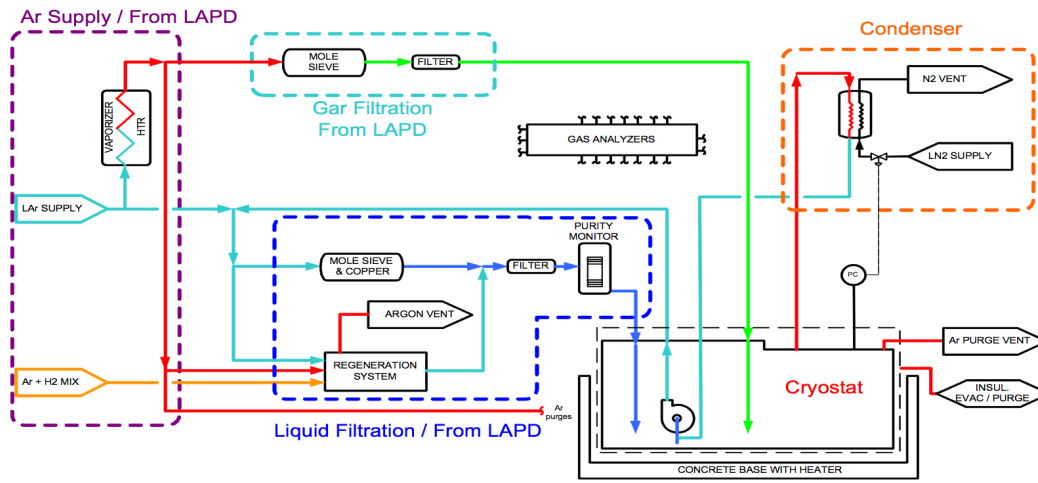 Ar Supply / From LAPD
Condenser
MOLE
SIEVE
FILTER
N2 VENT
Gar Filtration
From LAPD
VAPORIZER
HTR
GAS ANALYZERS
LN2 SUPPLY
LAr SUPPLY
PURITY
MONITOR
MOLE SIEVE
& COPPER
FILTER
PC
ARGON VENT
Ar PURGE VENT
REGENERATION
SYSTEM
Ar + H2 MIX
Cryostat
INSUL.
EVAC / PURGE
Ar
purges
Liquid Filtration / From LAPD
CONCRETE BASE WITH HEATER